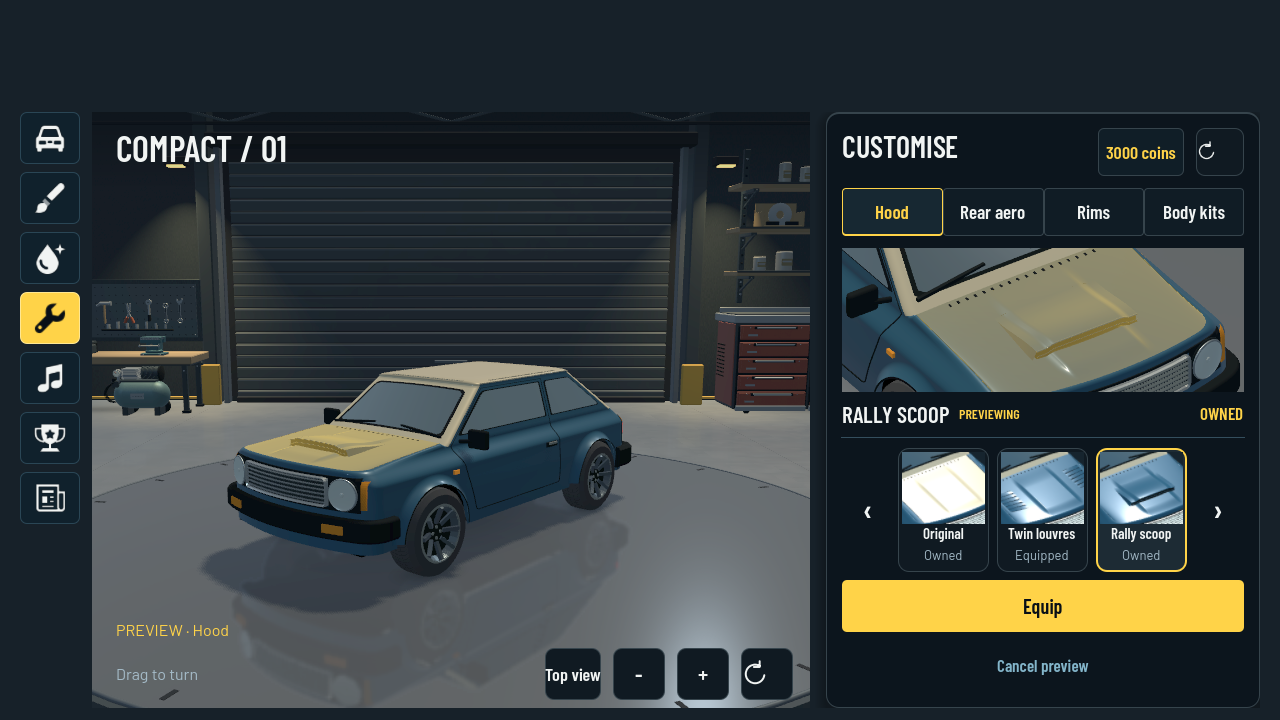 COMPACT / 01
CUSTOMISE
3000 coins
Hood
Rear aero
Rims
Body kits
RALLY SCOOP PREVIEWING OWNED
Original
Owned
Twin louvres
Equipped
Rally scoop
Owned
Equip
Cancel preview
PREVIEW · Hood
Drag to turn
Top view
-
+